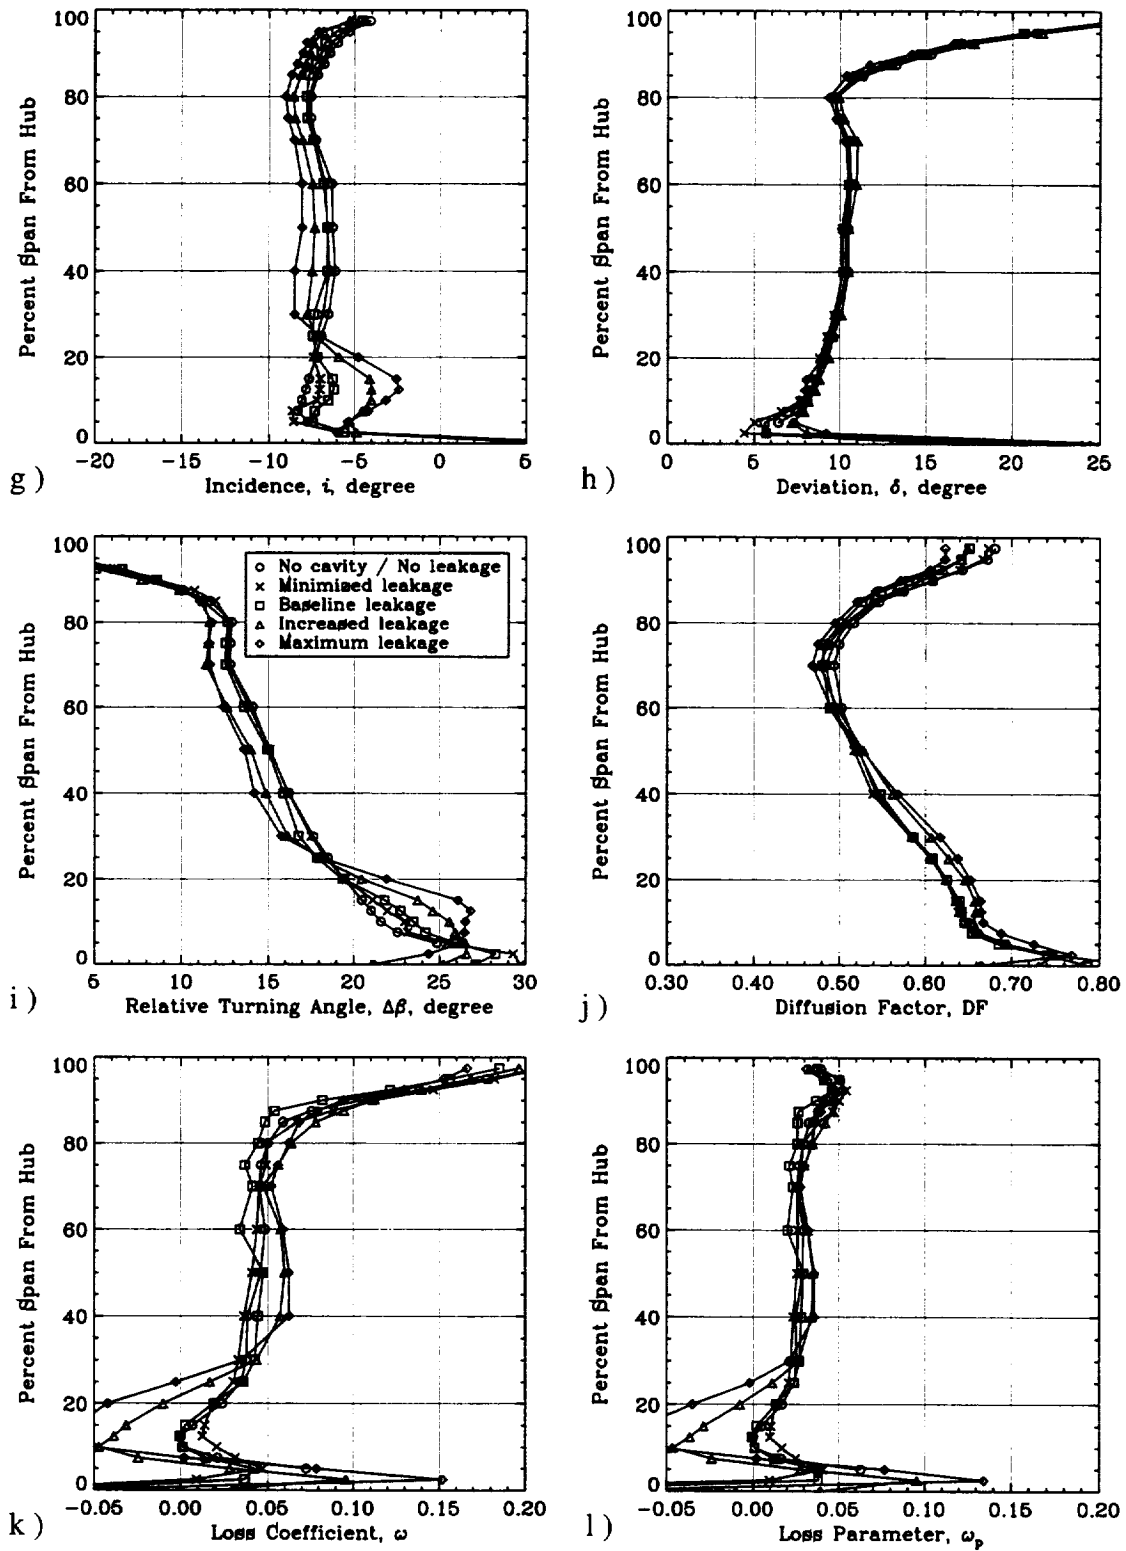 100
80
60
40
20
0
Percent Span From Hub
-20 -15 -10 -5 0 5
g) Incidence, i, degree
100
80
60
40
20
0
Percent Span From Hub
0 5 10 15 20 25
h) Deviation, δ, degree
100
80
60
40
20
0
Percent Span From Hub
No cavity / No leakage
Minimised leakage
Baseline leakage
Increased leakage
Maximum leakage
5 10 15 20 25 30
i) Relative Turning Angle, Δβ, degree
100
80
60
40
20
0
Percent Span From Hub
0.30 0.40 0.50 0.60 0.70 0.80
j) Diffusion Factor, DF
100
80
60
40
20
0
Percent Span From Hub
-0.05 0.00 0.05 0.10 0.15 0.20
k) Loss Coefficient, ω
100
80
60
40
20
0
Percent Span From Hub
-0.05 0.00 0.05 0.10 0.15 0.20
l) Loss Parameter, ωp